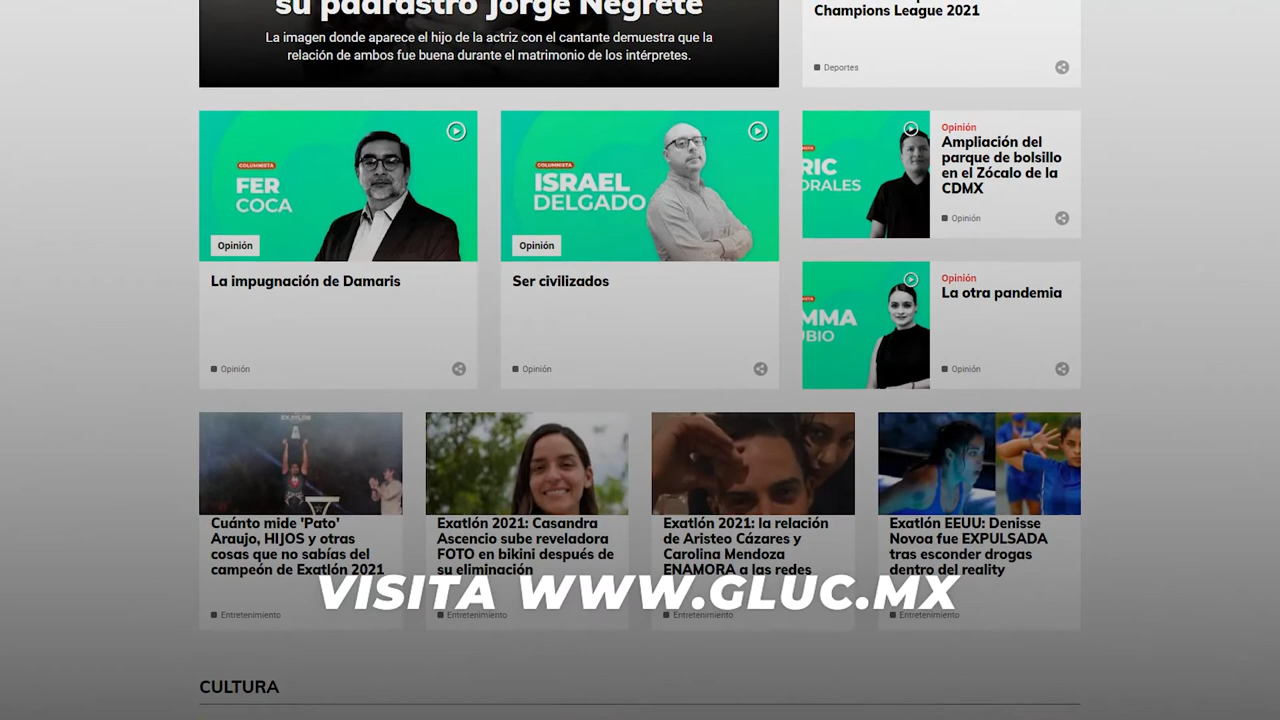 su padrastro Jorge Negrete
La imagen donde aparece el hijo de la actriz con el cantante demuestra que la
relación de ambos fue buena durante el matrimonio de los intérpretes.
Champions League 2021
Deportes
COLUMNISTA
FER
COCA
Opinión
La impugnación de Damaris
Opinión
COLUMNISTA
ISRAEL
DELGADO
Opinión
Ser civilizados
Opinión
RIC
ORALES
Opinión
Ampliación del
parque de bolsillo
en el Zócalo de la
CDMX
Opinión
MMA
UBIO
Opinión
La otra pandemia
Opinión
EXATLÓN
Cuánto mide 'Pato'
Araujo, HIJOS y otras
cosas que no sabías del
campeón de Exatlón 2021
Entretenimiento
Exatlón 2021: Casandra
Ascencio sube reveladora
FOTO en bikini después de
su eliminación
Entretenimiento
Exatlón 2021: la relación
de Aristeo Cázares y
Carolina Mendoza
ENAMORA a las redes
Entretenimiento
Exatlón EEUU: Denisse
Novoa fue EXPULSADA
tras esconder drogas
dentro del reality
Entretenimiento
VISITA WWW.GLUC.MX
CULTURA